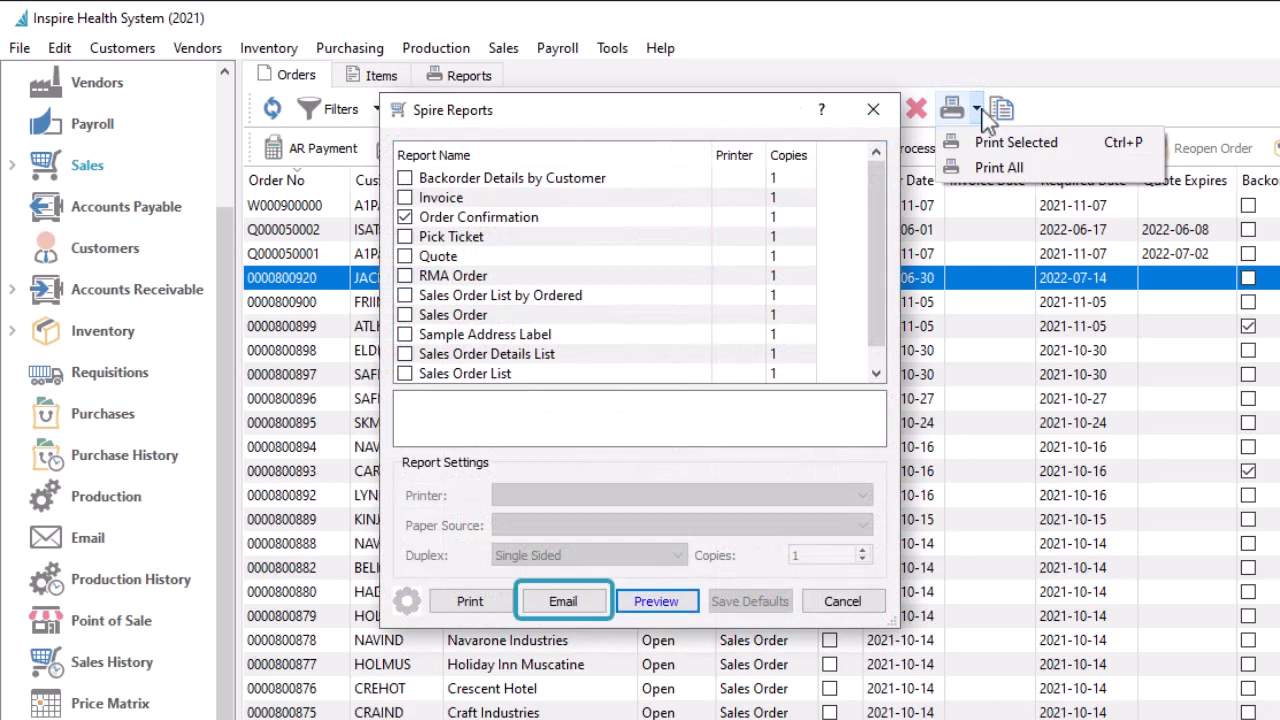 Inspire Health System (2021)
File Edit Customers Vendors Inventory Purchasing Production Sales Payroll Tools Help
Vendors
Payroll
Sales
Accounts Payable
Customers
Accounts Receivable
Inventory
Requisitions
Purchases
Purchase History
Production
Email
Production History
Point of Sale
Sales History
Price Matrix
Orders Items Reports
Filters
AR Payment
Reopen Order
Print Selected Ctrl+P
Print All
Spire Reports ?
Report Name Printer Copies
Backorder Details by Customer 1
Invoice 1
Order Confirmation 1
Pick Ticket 1
Quote 1
RMA Order 1
Sales Order List by Ordered 1
Sales Order 1
Sample Address Label 1
Sales Order Details List 1
Sales Order List 1
Report Settings
Printer:
Paper Source:
Duplex: Single Sided Copies: 1
Print Email Preview Save Defaults Cancel
Order No Date Required Date Quote Expires
W000900000 A1PA 11-07 2021-11-07
Q000050002 ISAT 06-01 2022-06-17 2022-06-08
Q000050001 A1PA 11-07 2021-11-07 2022-07-02
0000800920 JACK 06-30 2022-07-14
0000800900 FRIIN 11-05 2021-11-05
0000800899 11-05 2021-11-05
0000800898 10-30 2021-10-30
0000800897 SAF 10-30 2021-10-30
0000800896 SAF 10-27 2021-10-27
0000800895 SKM 10-24 2021-10-24
0000800894 NAV 10-16 2021-10-16
0000800893 CAR 10-16 2021-10-16
0000800892 LYN 10-16 2021-10-16
0000800889 10-15 2021-10-15
0000800888 NAV 10-14 2021-10-14
0000800882 10-14 2021-10-14
0000800880 HAD 10-14 2021-10-14
0000800879 10-14 2021-10-14
0000800878 NAVIND Navarone Industries Open Sales Order 2021-10-14 2021-10-14
0000800877 HOLMUS Holiday Inn Muscatine Open Sales Order 2021-10-14 2021-10-14
0000800876 CREHOT Crescent Hotel Open Sales Order 2021-10-14 2021-10-14
0000800875 CRAIND Craft Industries Open Sales Order 2021-10-14 2021-10-14